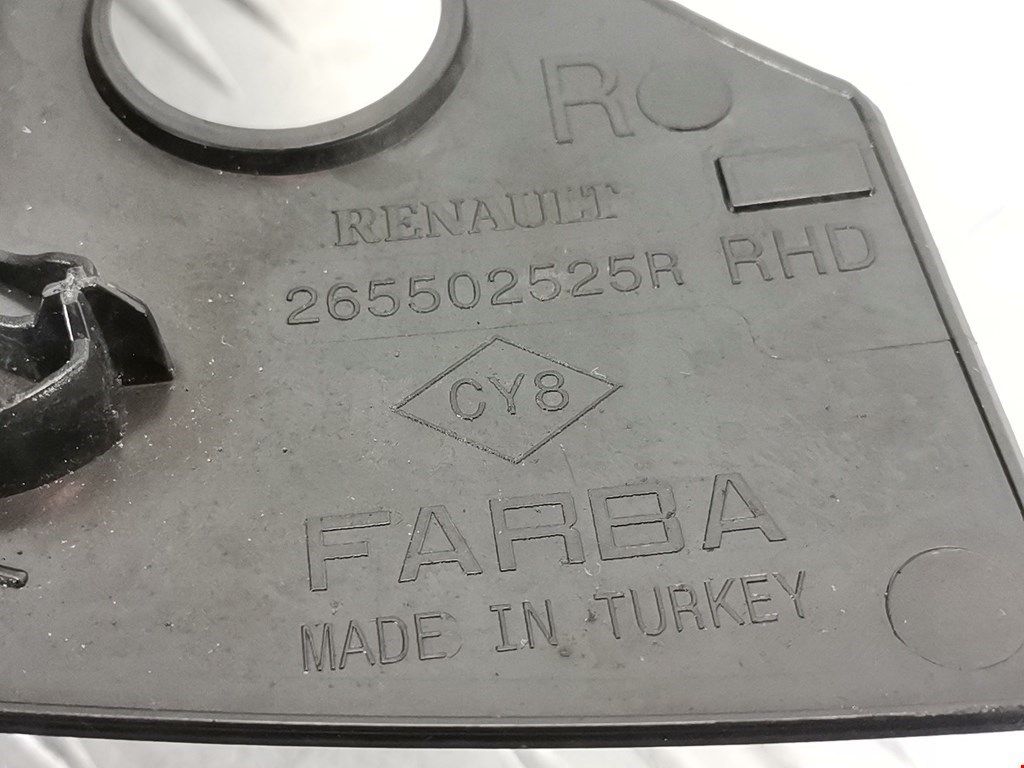 R
RENAULT
265502525R RHD
CY8
FARBA
MADE IN TURKEY